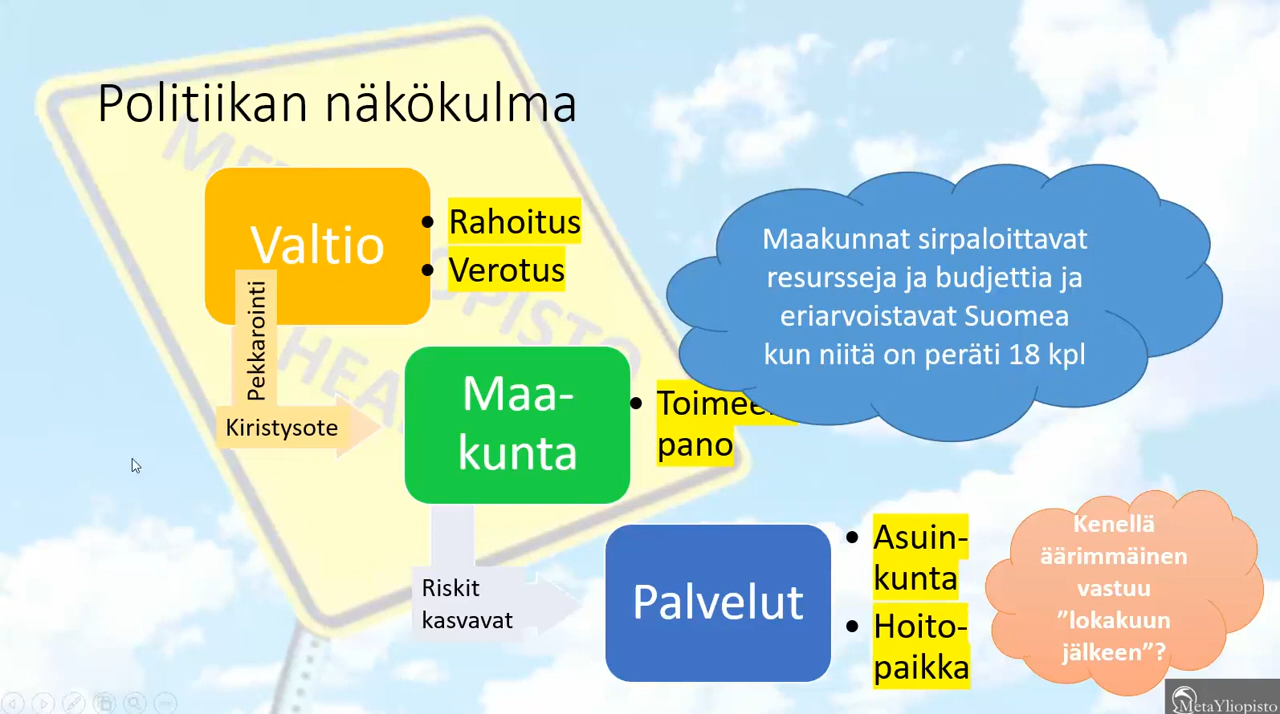 Politiikan näkökulma
Valtio
Rahoitus
Verotus
Pekkarointi
Kiristysote
Maa-
kunta
pano
Maakunnat sirpaloittavat
resursseja ja budjettia ja
eriarvoistavat Suomea
kun niitä on peräti 18 kpl
Riskit
kasvavat
Palvelut
Asuin-
kunta
Hoito-
paikka
Kenellä
äärimmäinen
vastuu
”lokakuun
jälkeen”?
MetaYliopisto